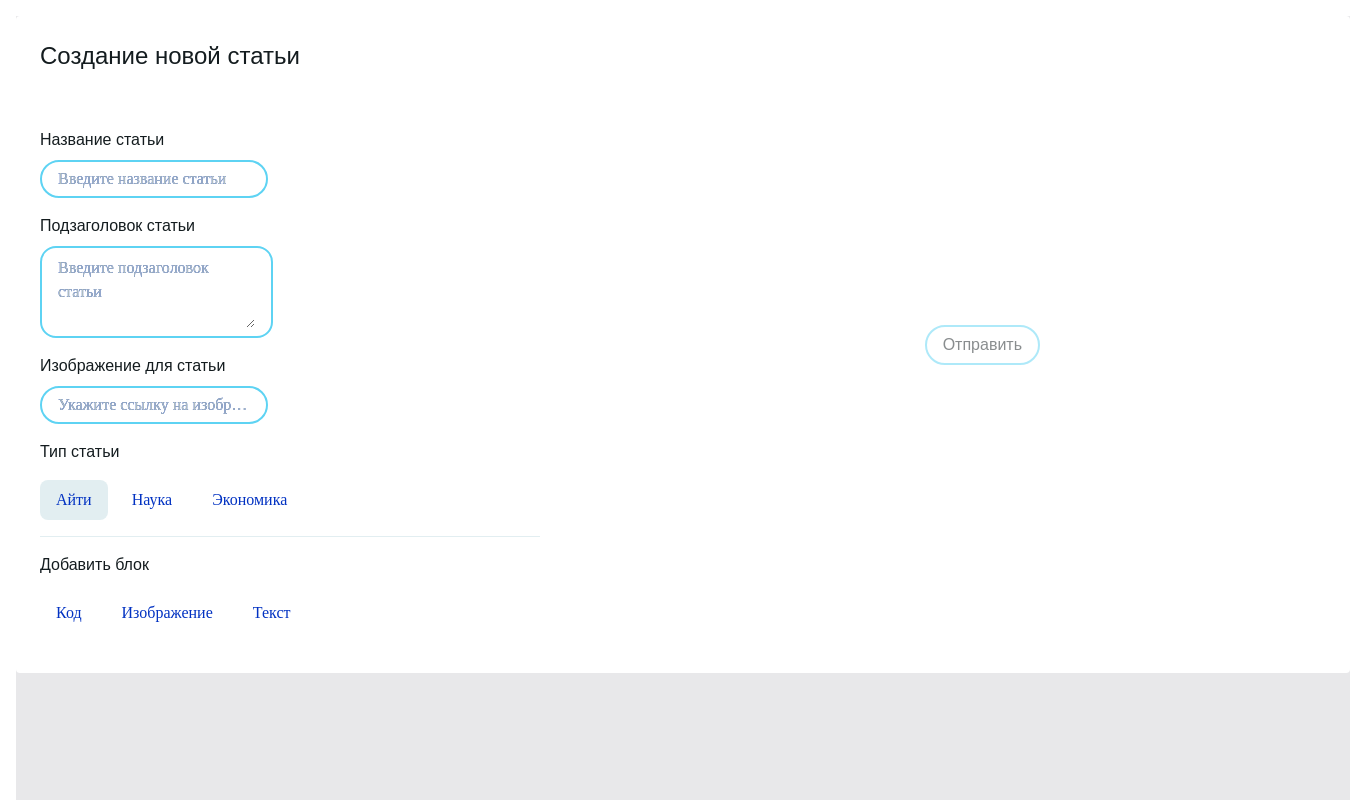 Создание новой статьи
Название статьи
Введите название статьи
Подзаголовок статьи
Введите подзаголовок
статьи
Отправить
Изображение для статьи
Укажите ссылку на изобр…
Тип статьи
Айти Наука Экономика
Добавить блок
Код Изображение Текст